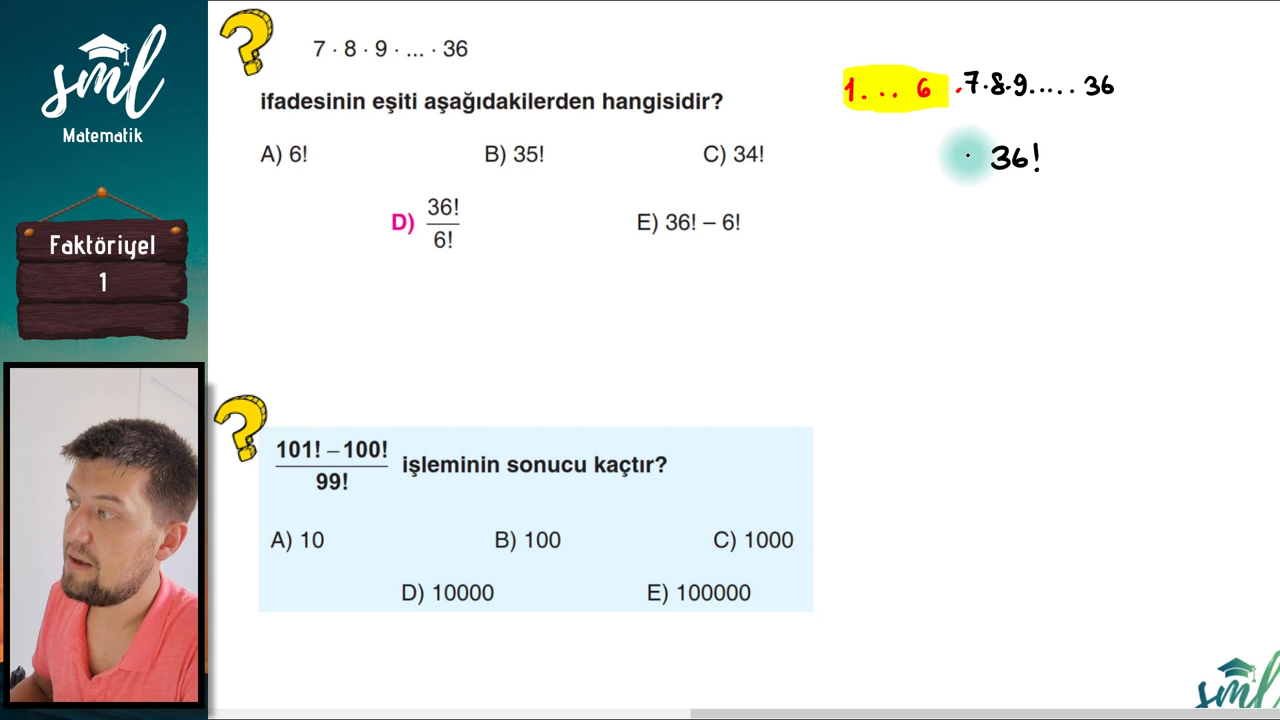 sml
Matematik
Faktöriyel
1
7 · 8 · 9 · ... · 36
ifadesinin eşiti aşağıdakilerden hangisidir?
A) 6!
B) 35!
C) 34!
D) 36!/6!
E) 36! – 6!
1 . . . 6 .7.8.9..... 36
36!
101! – 100!
99!
işleminin sonucu kaçtır?
A) 10
B) 100
C) 1000
D) 10000
E) 100000
sml